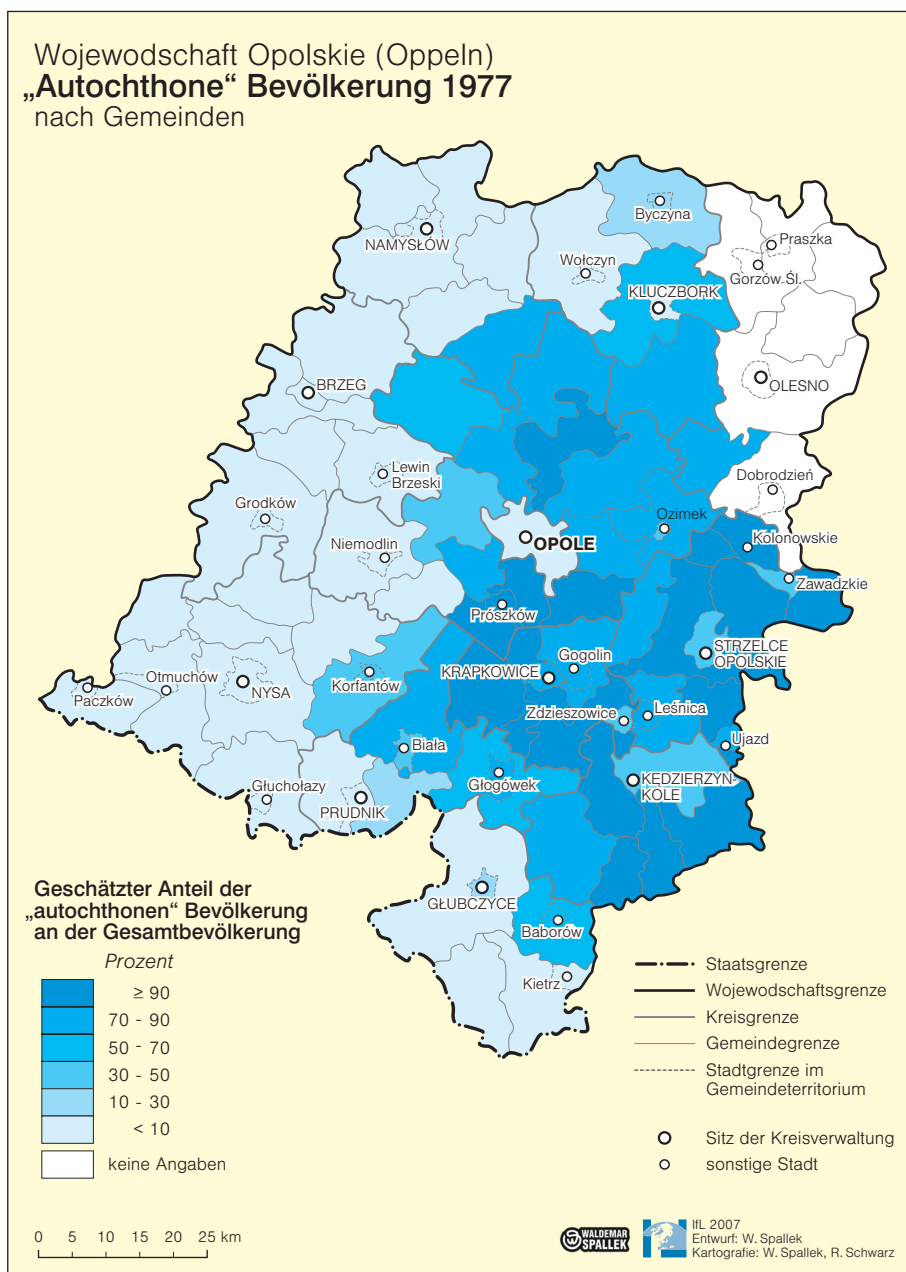 Wojewodschaft Opolskie (Oppeln)
„Autochthone“ Bevölkerung 1977
nach Gemeinden
NAMYSŁÓW
Byczyna
Wołczyn
Praszka
Gorzów Śl.
KLUCZBORK
BRZEG
OLESNO
Lewin
Brzeski
Dobrodzień
Grodków
Ozimek
Niemodlin
OPOLE
Kolonowskie
Zawadzkie
Prószków
STRZELCE
OPOLSKIE
Gogolin
KRAPKOWICE
Otmuchów
Paczków
NYSA
Korfantów
Zdzieszowice
Leśnica
Ujazd
Biała
Głogówek
KEDZIERZYN-
KOLE
Głuchołazy
PRUDNIK
GŁUBCZYCE
Baborów
Kietrz
Geschätzter Anteil der
„autochthonen“ Bevölkerung
an der Gesamtbevölkerung
Prozent
≥ 90
70 - 90
50 - 70
30 - 50
10 - 30
< 10
keine Angaben
Staatsgrenze
Wojewodschaftsgrenze
Kreisgrenze
Gemeindegrenze
Stadtgrenze im
Gemeindeterritorium
Sitz der Kreisverwaltung
sonstige Stadt
0 5 10 15 20 25 km
WALDEMAR
SPALLEK
IfL 2007
Entwurf: W. Spallek
Kartografie: W. Spallek, R. Schwarz